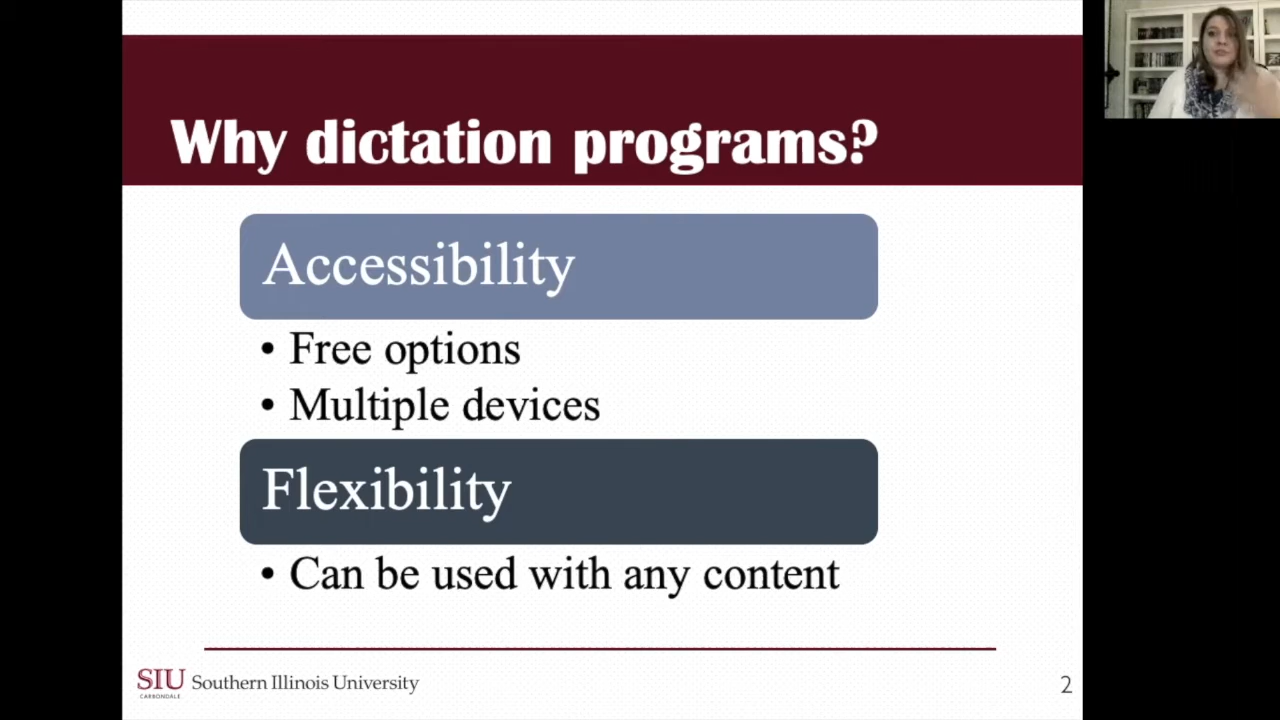 Why dictation programs?
Accessibility
• Free options
• Multiple devices
Flexibility
• Can be used with any content
SIU Southern Illinois University
CARBONDALE
2